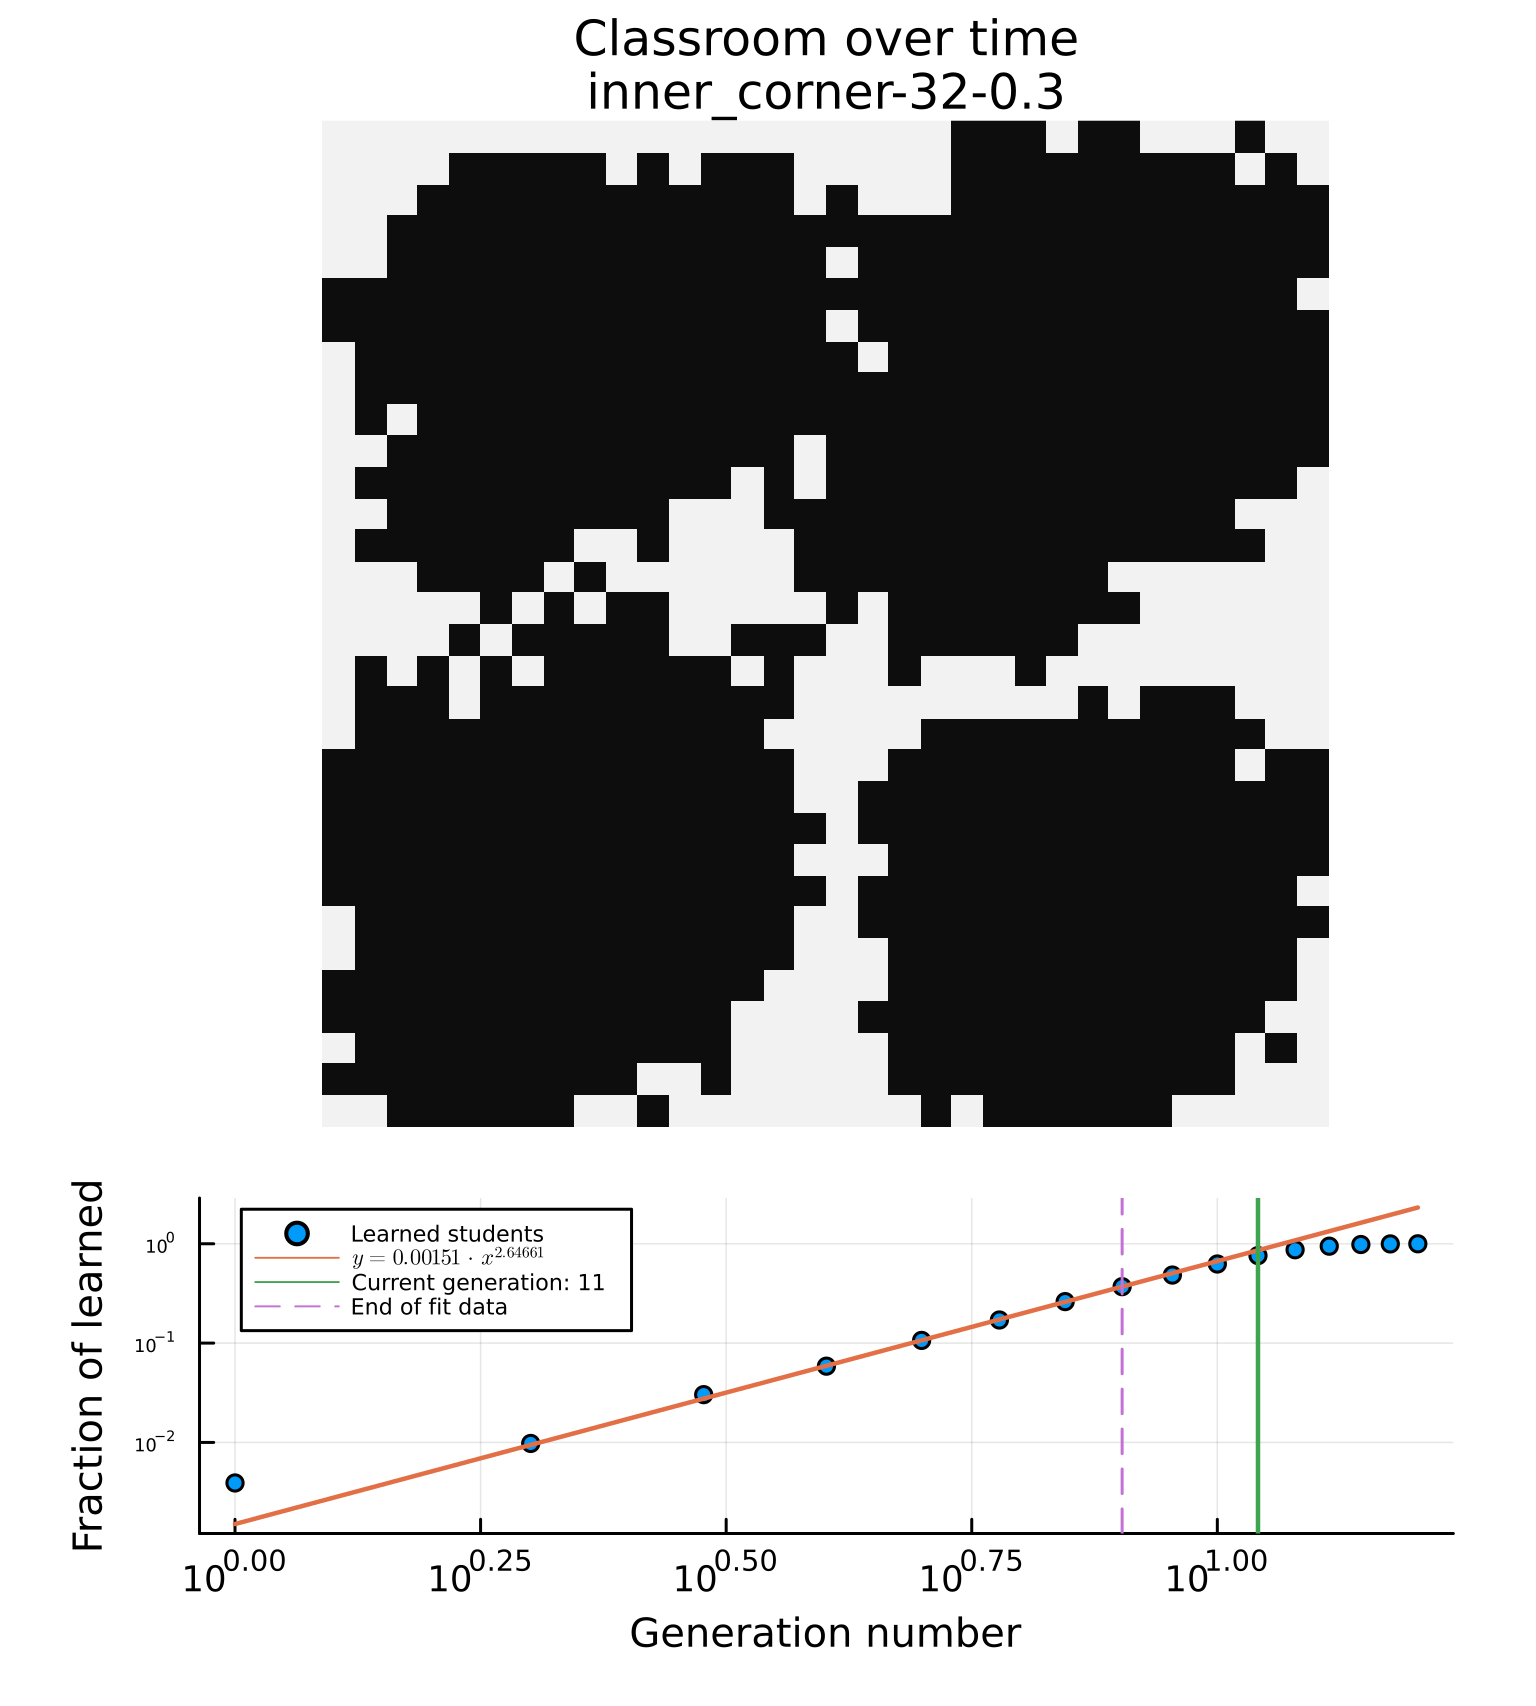 Classroom over time
inner_corner-32-0.3
Fraction of learned
10^0
10^−1
10^−2
Learned students
y = 0.00151 · x^2.64661
Current generation: 11
End of fit data
10^0.00 10^0.25 10^0.50 10^0.75 10^1.00
Generation number